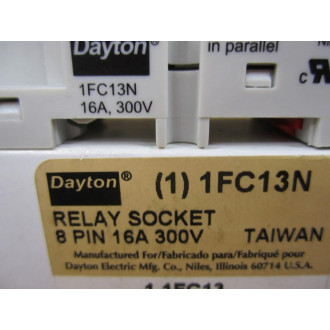 Dayton®
in parallel
1FC13N
16A, 300V
Dayton® (1) 1FC13N
RELAY SOCKET
8 PIN 16A 300V TAIWAN
Manufactured For/Fabricado para/Fabriqué pour
Dayton Electric Mfg. Co., Niles, Illinois 60714 U.S.A.